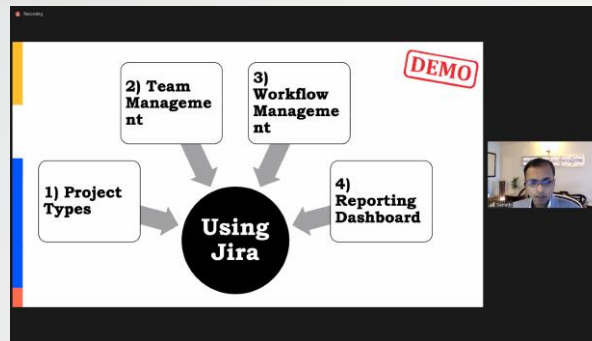 Recording
DEMO
2) Team
Manageme
nt
3)
Workflow
Manageme
nt
1) Project
Types
4)
Reporting
Dashboard
Using
Jira